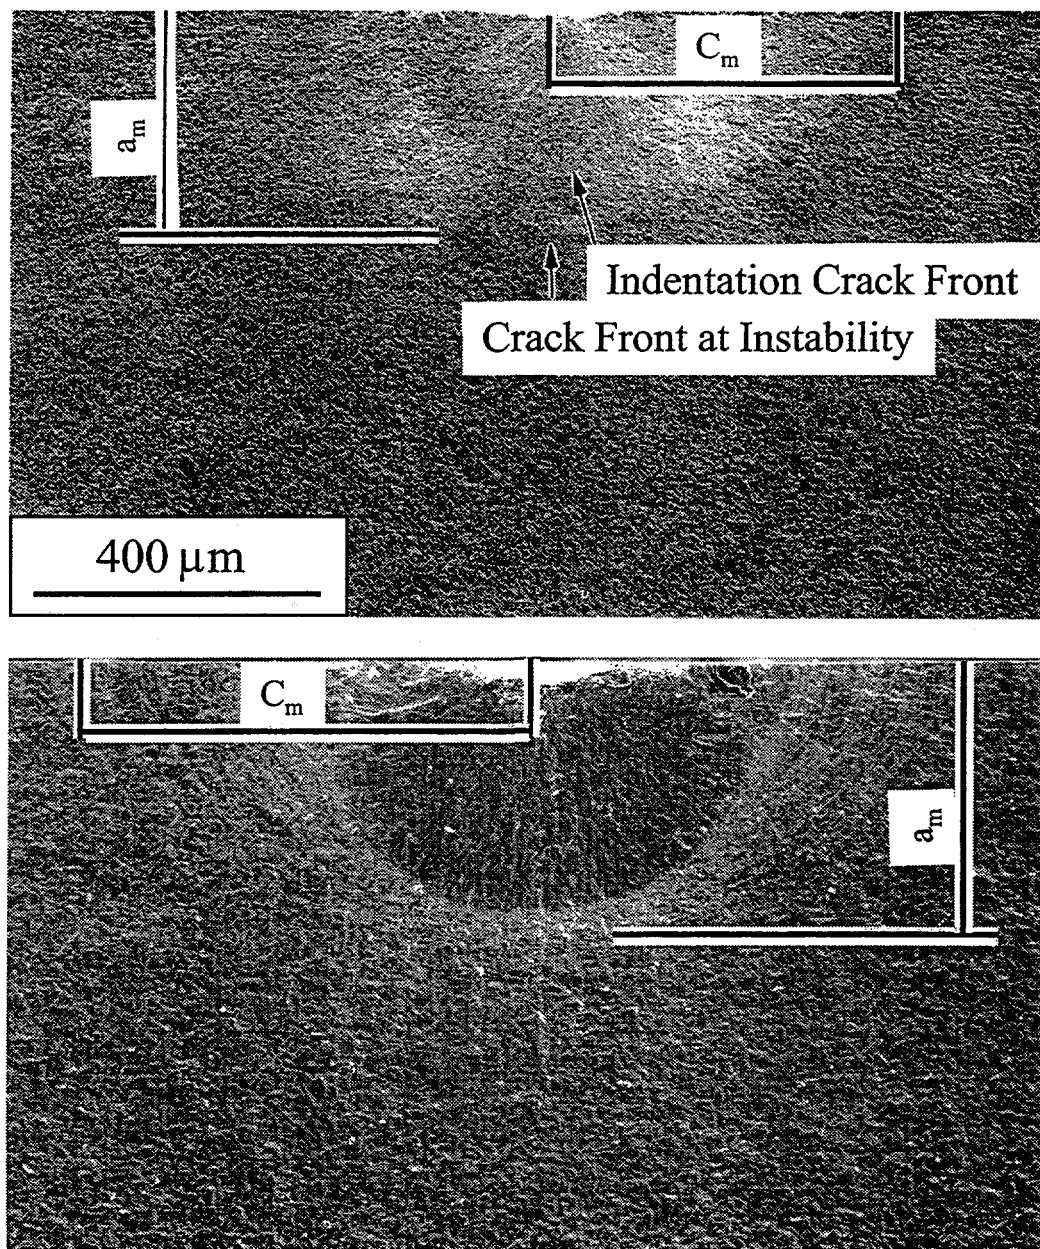 C_m
a_m
Indentation Crack Front
Crack Front at Instability
400 μm
C_m
a_m